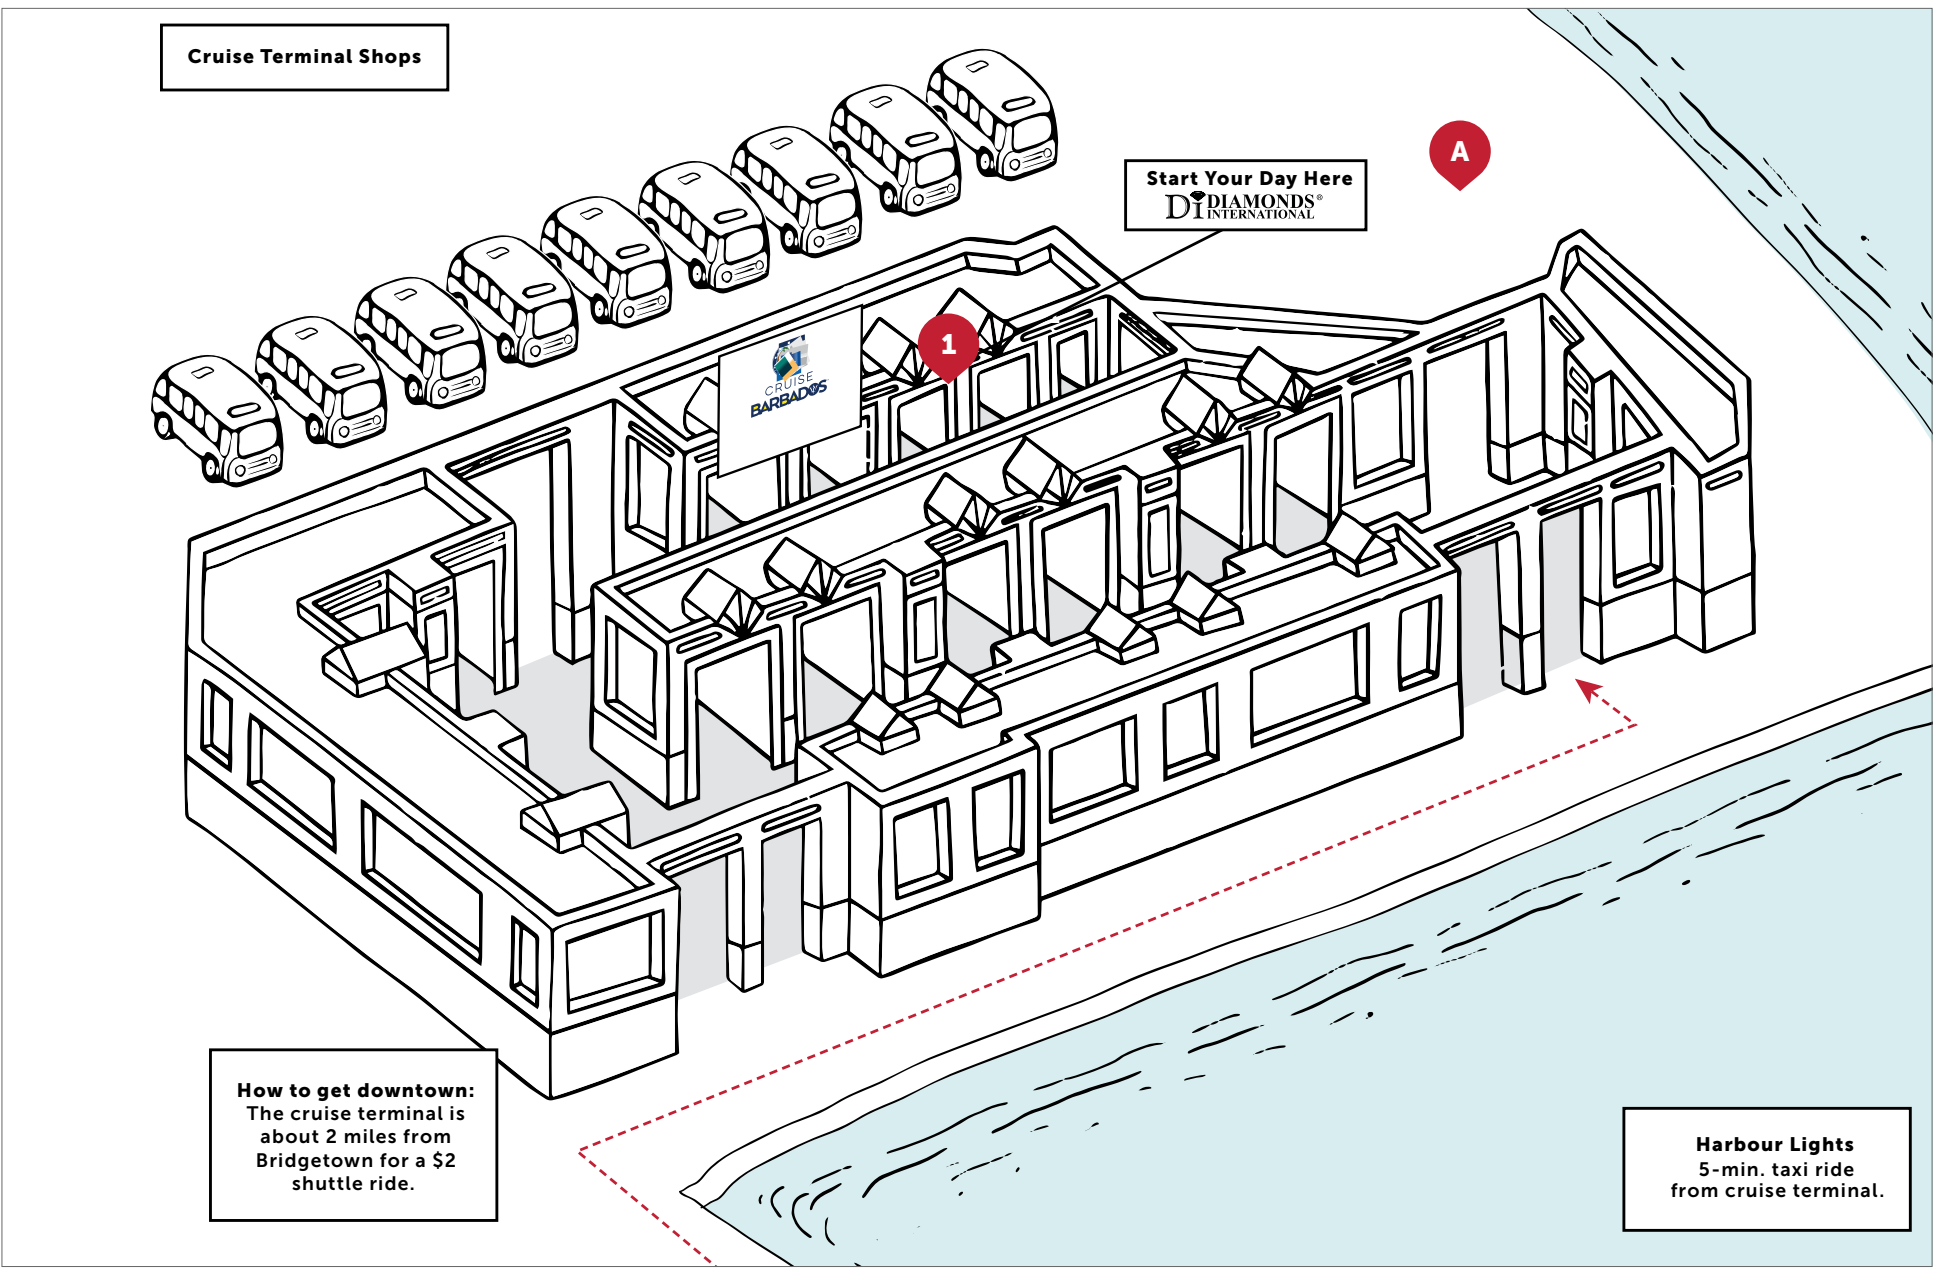 Cruise Terminal Shops
A
Start Your Day Here
Di DIAMONDS®
INTERNATIONAL
1
CRUISE
BARBADOS
How to get downtown:
The cruise terminal is
about 2 miles from
Bridgetown for a $2
shuttle ride.
Harbour Lights
5-min. taxi ride
from cruise terminal.